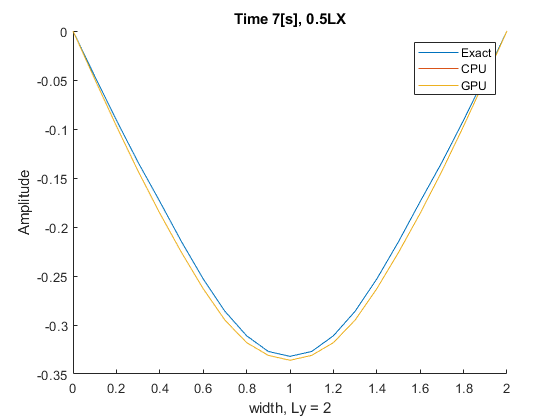 Time 7[s], 0.5LX
0
-0.05
-0.1
-0.15
-0.2
-0.25
-0.3
-0.35
Amplitude
Exact
CPU
GPU
0 0.2 0.4 0.6 0.8 1 1.2 1.4 1.6 1.8 2
width, Ly = 2